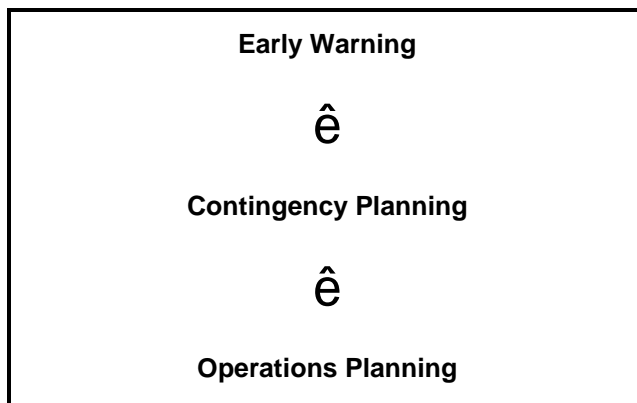 Early Warning
ê
Contingency Planning
ê
Operations Planning